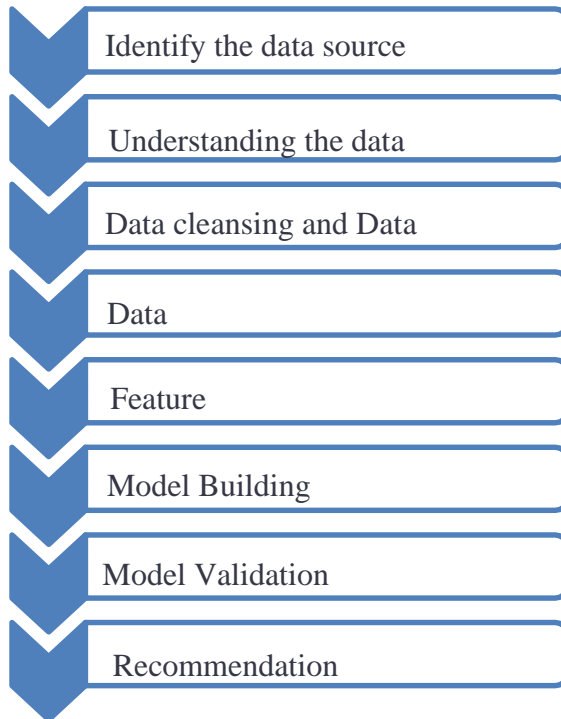 Identify the data source
Understanding the data
Data cleansing and Data
Data
Feature
Model Building
Model Validation
Recommendation